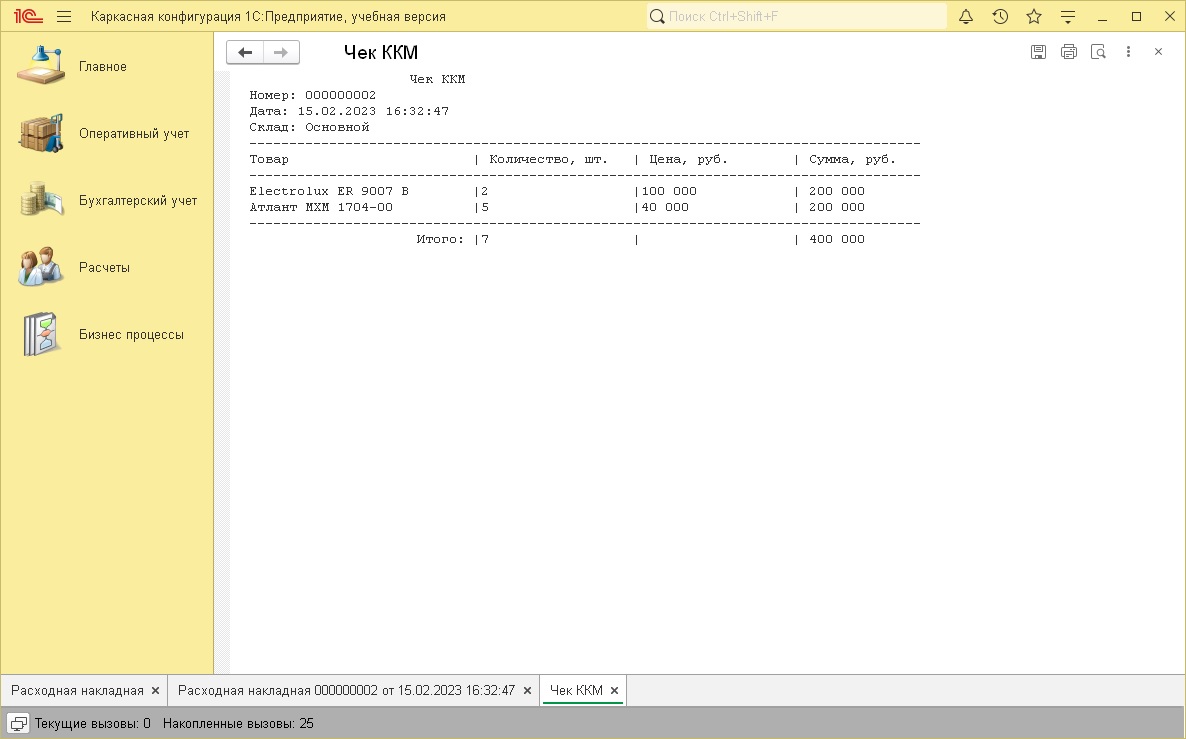 1С Каркасная конфигурация 1С:Предприятие, учебная версия Поиск Ctrl+Shift+F
Главное
Оперативный учет
Бухгалтерский учет
Расчеты
Бизнес процессы
Чек ККМ
Чек ККМ
Номер: 000000002
Дата: 15.02.2023 16:32:47
Склад: Основной
------------------------------------------------------------------------------------
Товар | Количество, шт. | Цена, руб. | Сумма, руб.
------------------------------------------------------------------------------------
Electrolux ER 9007 B |2 |100 000 | 200 000
Атлант МХМ 1704-00 |5 |40 000 | 200 000
------------------------------------------------------------------------------------
Итого: |7 | | 400 000
Расходная накладная × Расходная накладная 000000002 от 15.02.2023 16:32:47 × Чек ККМ ×
Текущие вызовы: 0 Накопленные вызовы: 25